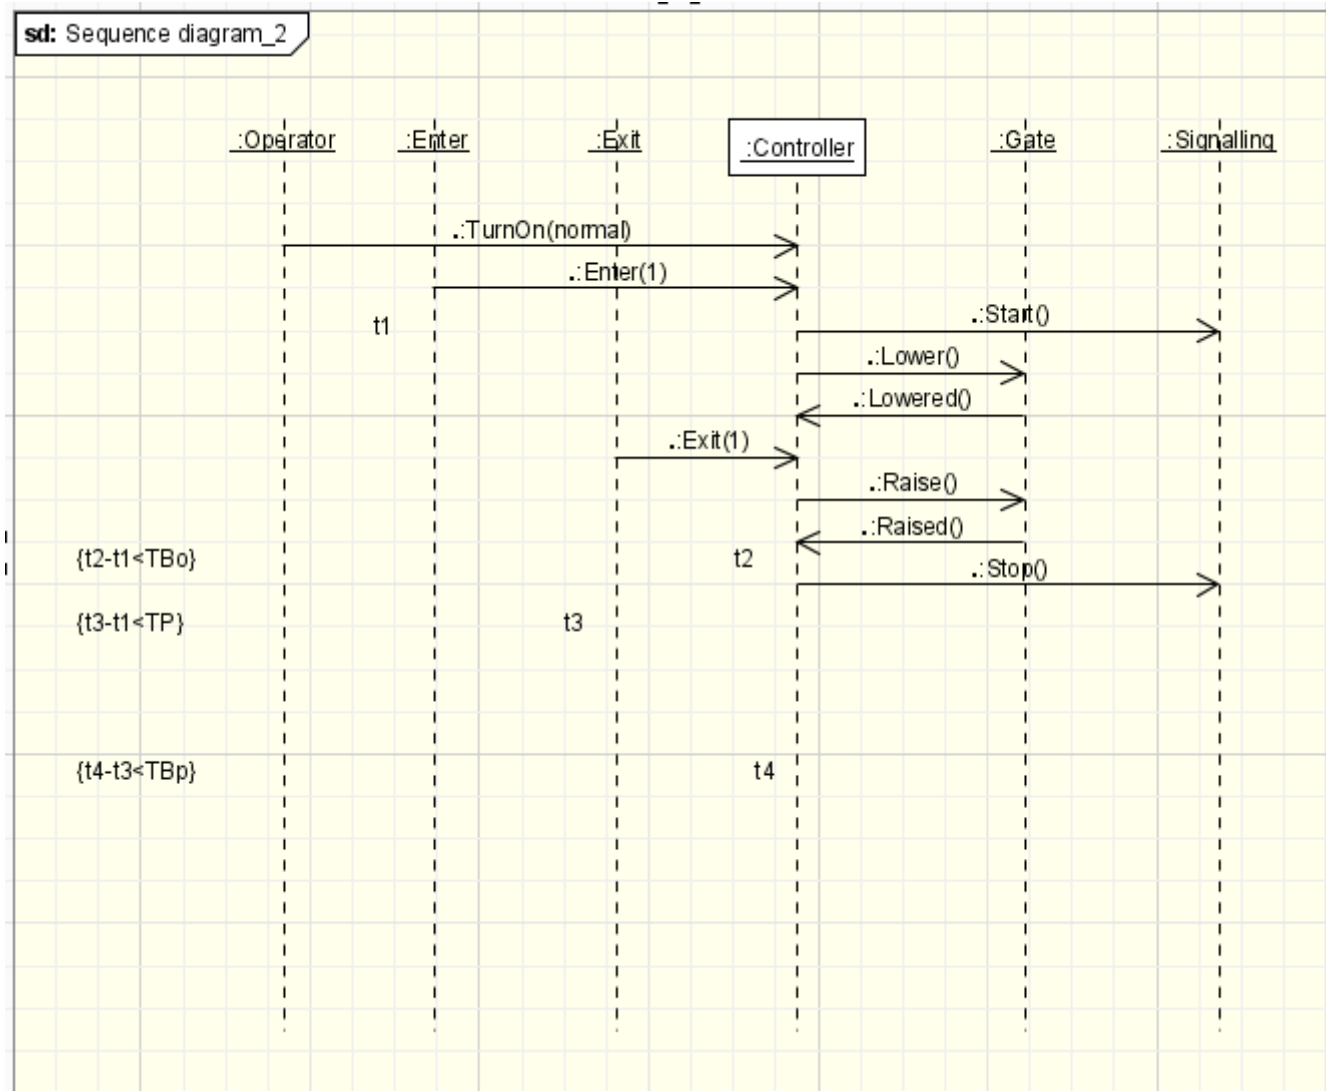 sd: Sequence diagram_2
:Operator :Enter :Exit :Controller :Gate :Signalling
.:TurnOn(normal)
.:Enter(1)
t1 .:Start()
.:Lower()
.:Lowered()
.:Exit(1)
.:Raise()
.:Raised()
{t2-t1<TBo} t2 .:Stop()
{t3-t1<TP} t3
{t4-t3<TBp} t4